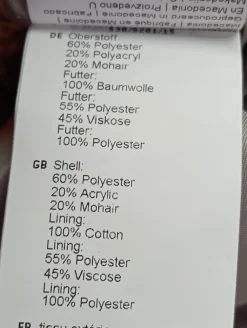 DE Oberstoff
60% Polyester
20% Polyacryl
20% Mohair
Futter:
100% Baumwolle
Futter:
55% Polyester
45% Viskose
Futter:
100% Polyester
GB Shell:
60% Polyester
20% Acrylic
20% Mohair
Lining:
100% Cotton
Lining:
55% Polyester
45% Viscose
Lining:
100% Polyester